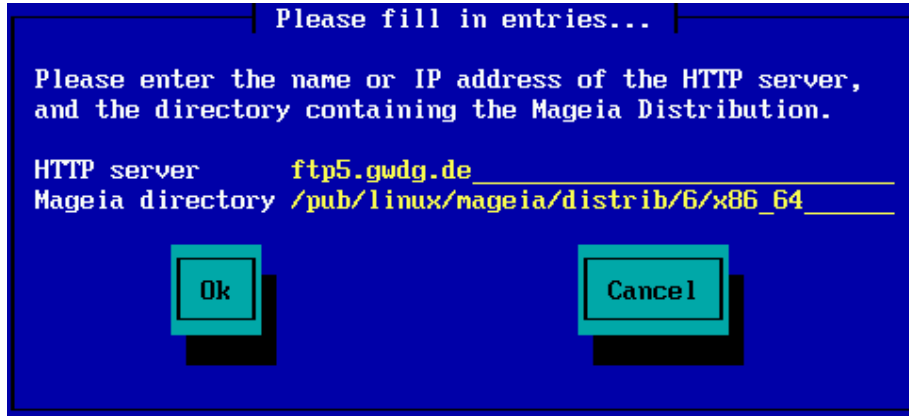 Please fill in entries...
Please enter the name or IP address of the HTTP server,
and the directory containing the Mageia Distribution.
HTTP server ftp5.gwdg.de
Mageia directory /pub/linux/mageia/distrib/6/x86_64
Ok Cancel